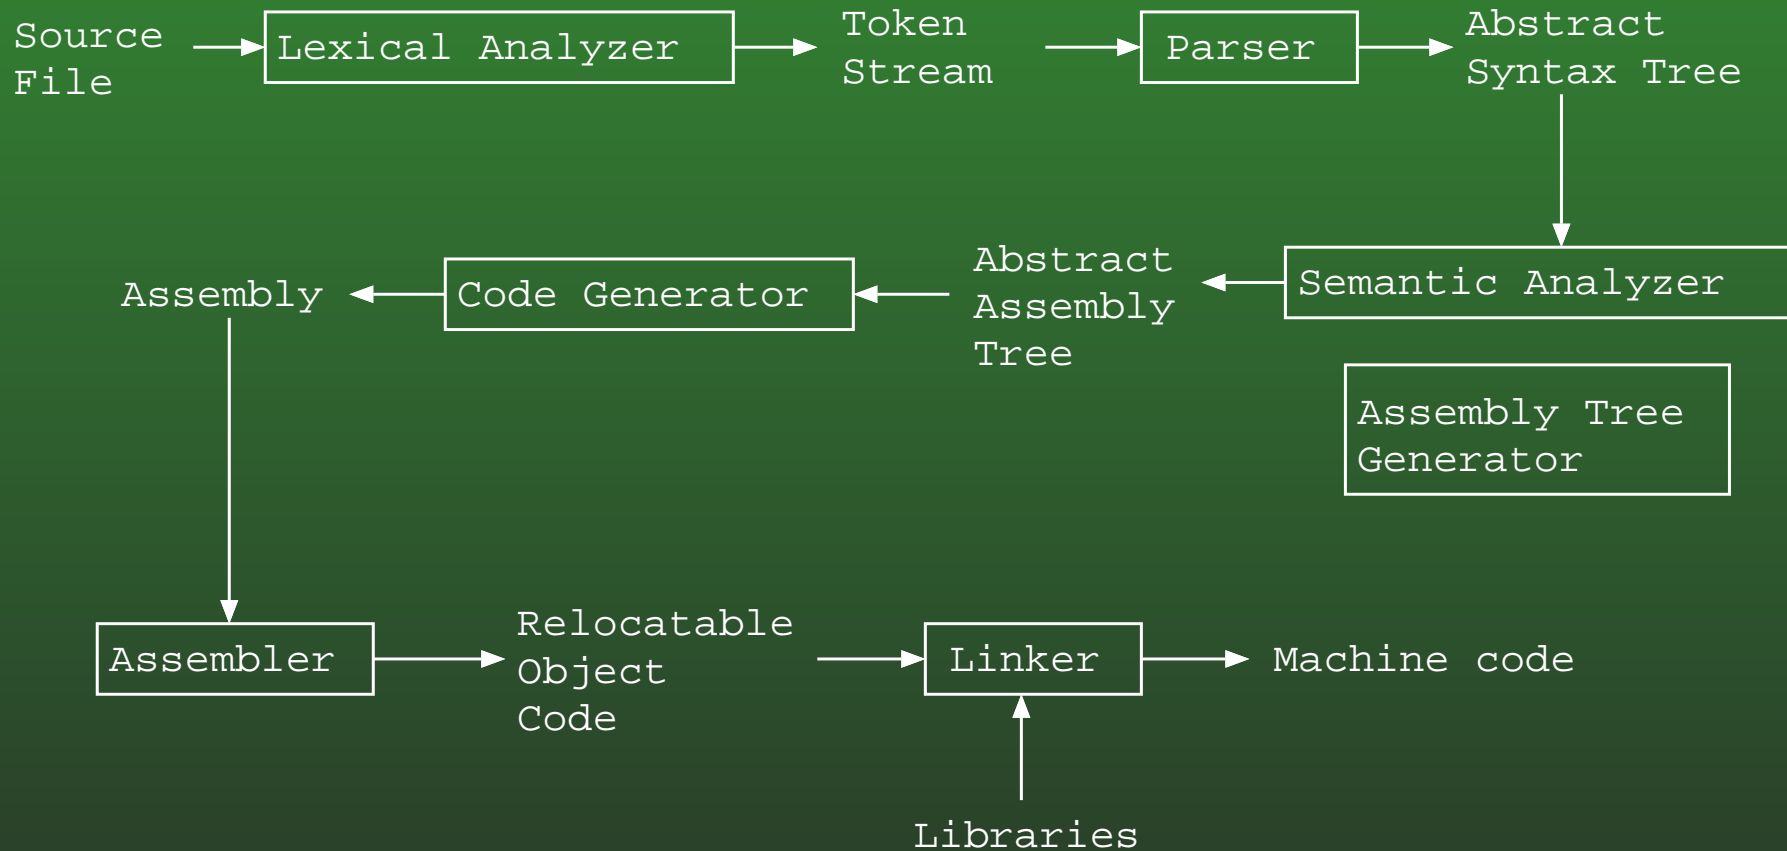 Source
File
Lexical Analyzer
Token
Stream
Parser
Abstract
Syntax Tree
Semantic Analyzer
Assembly Tree
Generator
Abstract
Assembly
Tree
Code Generator
Assembly
Assembler
Relocatable
Object
Code
Linker
Machine code
Libraries